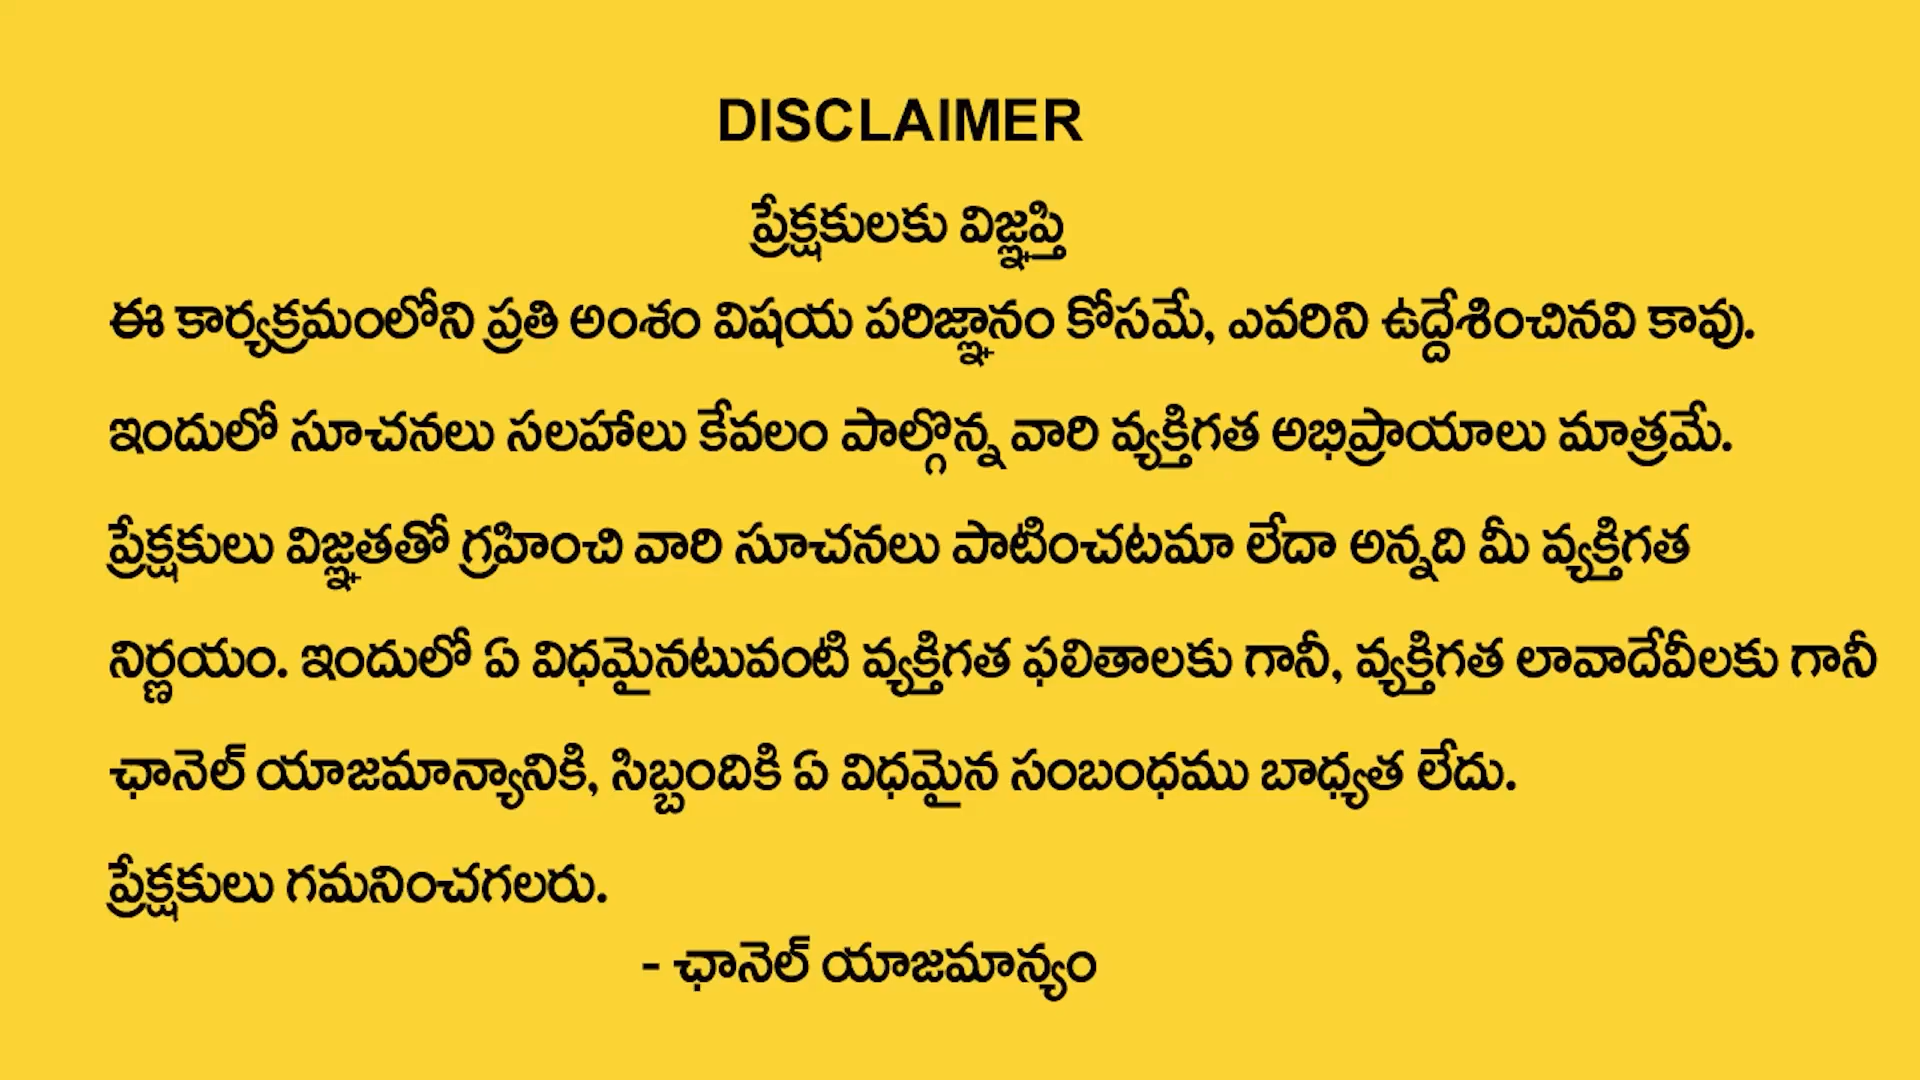 DISCLAIMER
ప్రేక్షకులకు విజ్ఞప్తి
ఈ కార్యక్రమంలోని ప్రతి అంశం విషయ పరిజ్ఞానం కోసమే, ఎవరిని ఉద్దేశించినవి కావు.
ఇందులో సూచనలు సలహాలు కేవలం పాల్గొన్న వారి వ్యక్తిగత అభిప్రాయాలు మాత్రమే.
ప్రేక్షకులు విజ్ఞతతో గ్రహించి వారి సూచనలు పాటించటమా లేదా అన్నది మీ వ్యక్తిగత
నిర్ణయం. ఇందులో ఏ విధమైనటువంటి వ్యక్తిగత ఫలితాలకు గానీ, వ్యక్తిగత లావాదేవీలకు గానీ
ఛానెల్ యాజమాన్యానికి, సిబ్బందికి ఏ విధమైన సంబంధము బాధ్యత లేదు.
ప్రేక్షకులు గమనించగలరు.
- ఛానెల్ యాజమాన్యం